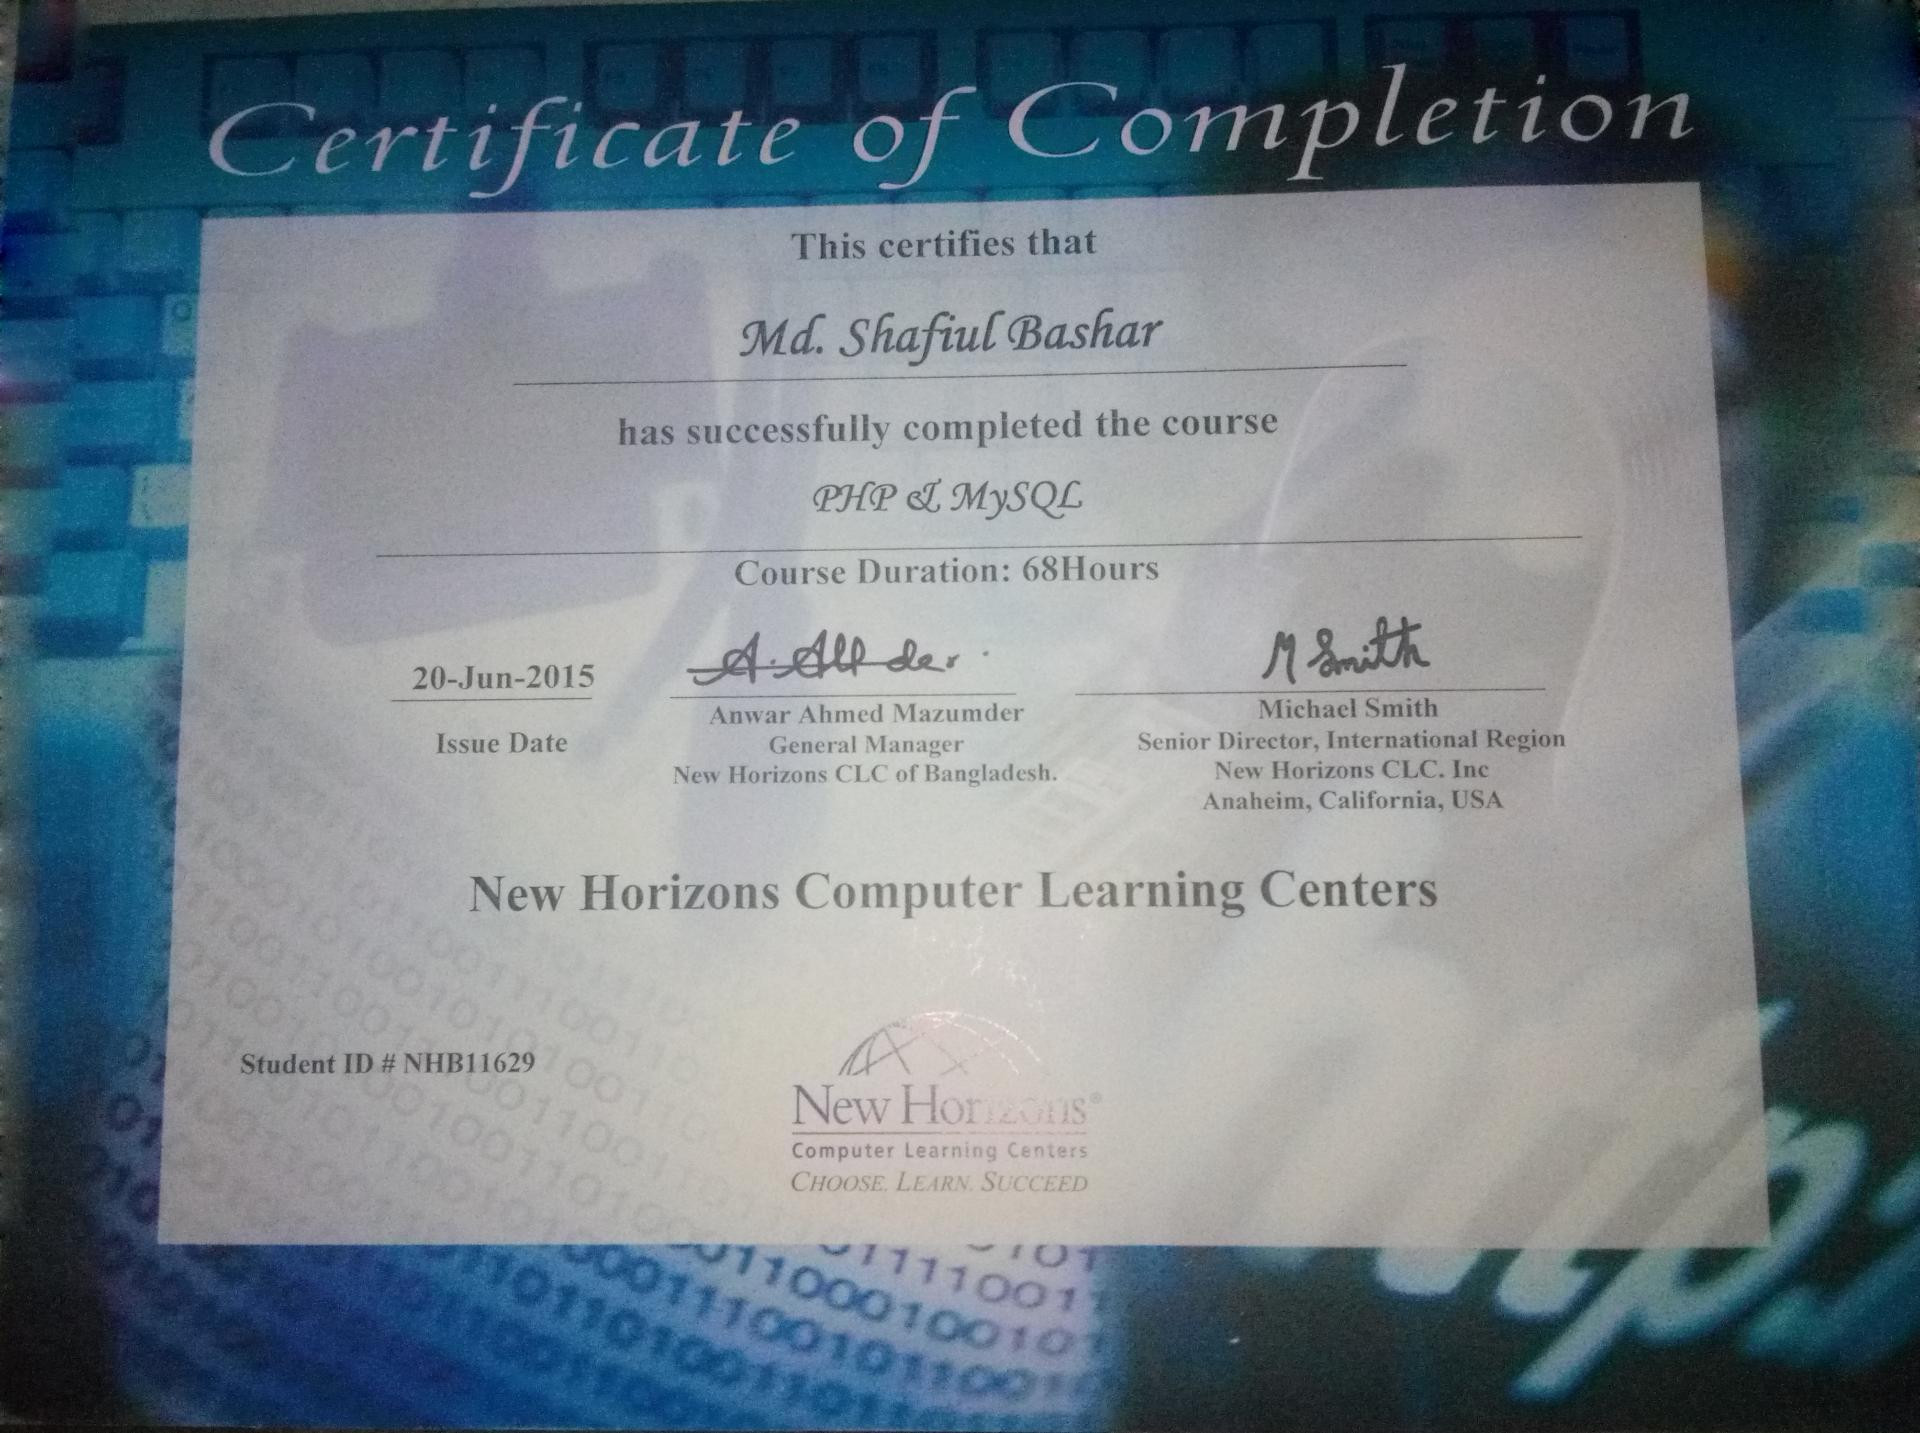 Certificate of Completion
This certifies that
Md. Shafiul Bashar
has successfully completed the course
PHP & MySQL
Course Duration: 68Hours
20-Jun-2015
Issue Date
A. Ah der.
Anwar Ahmed Mazumder
General Manager
New Horizons CLC of Bangladesh.
M Smith
Michael Smith
Senior Director, International Region
New Horizons CLC. Inc
Anaheim, California, USA
New Horizons Computer Learning Centers
Student ID # NHB11629
New Horizons®
Computer Learning Centers
CHOOSE. LEARN. SUCCEED